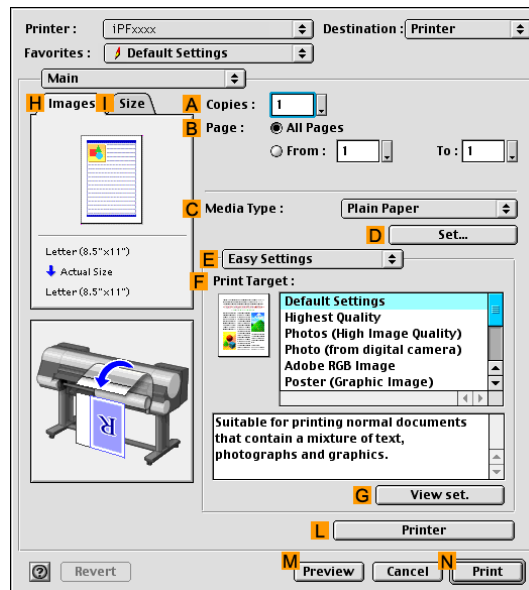 Printer : iPFxxxx Destination : Printer
Favorites : Default Settings
Main
H Images I Size
A Copies : 1
B Page : All Pages
From : 1 To : 1
C Media Type : Plain Paper
D Set...
Letter (8.5"x11")
Actual Size
Letter (8.5"x11")
E Easy Settings
F Print Target :
Default Settings
Highest Quality
Photos (High Image Quality)
Photo (from digital camera)
Adobe RGB Image
Poster (Graphic Image)
R
Suitable for printing normal documents
that contain a mixture of text,
photographs and graphics.
G View set.
L Printer
? Revert M Preview Cancel N Print